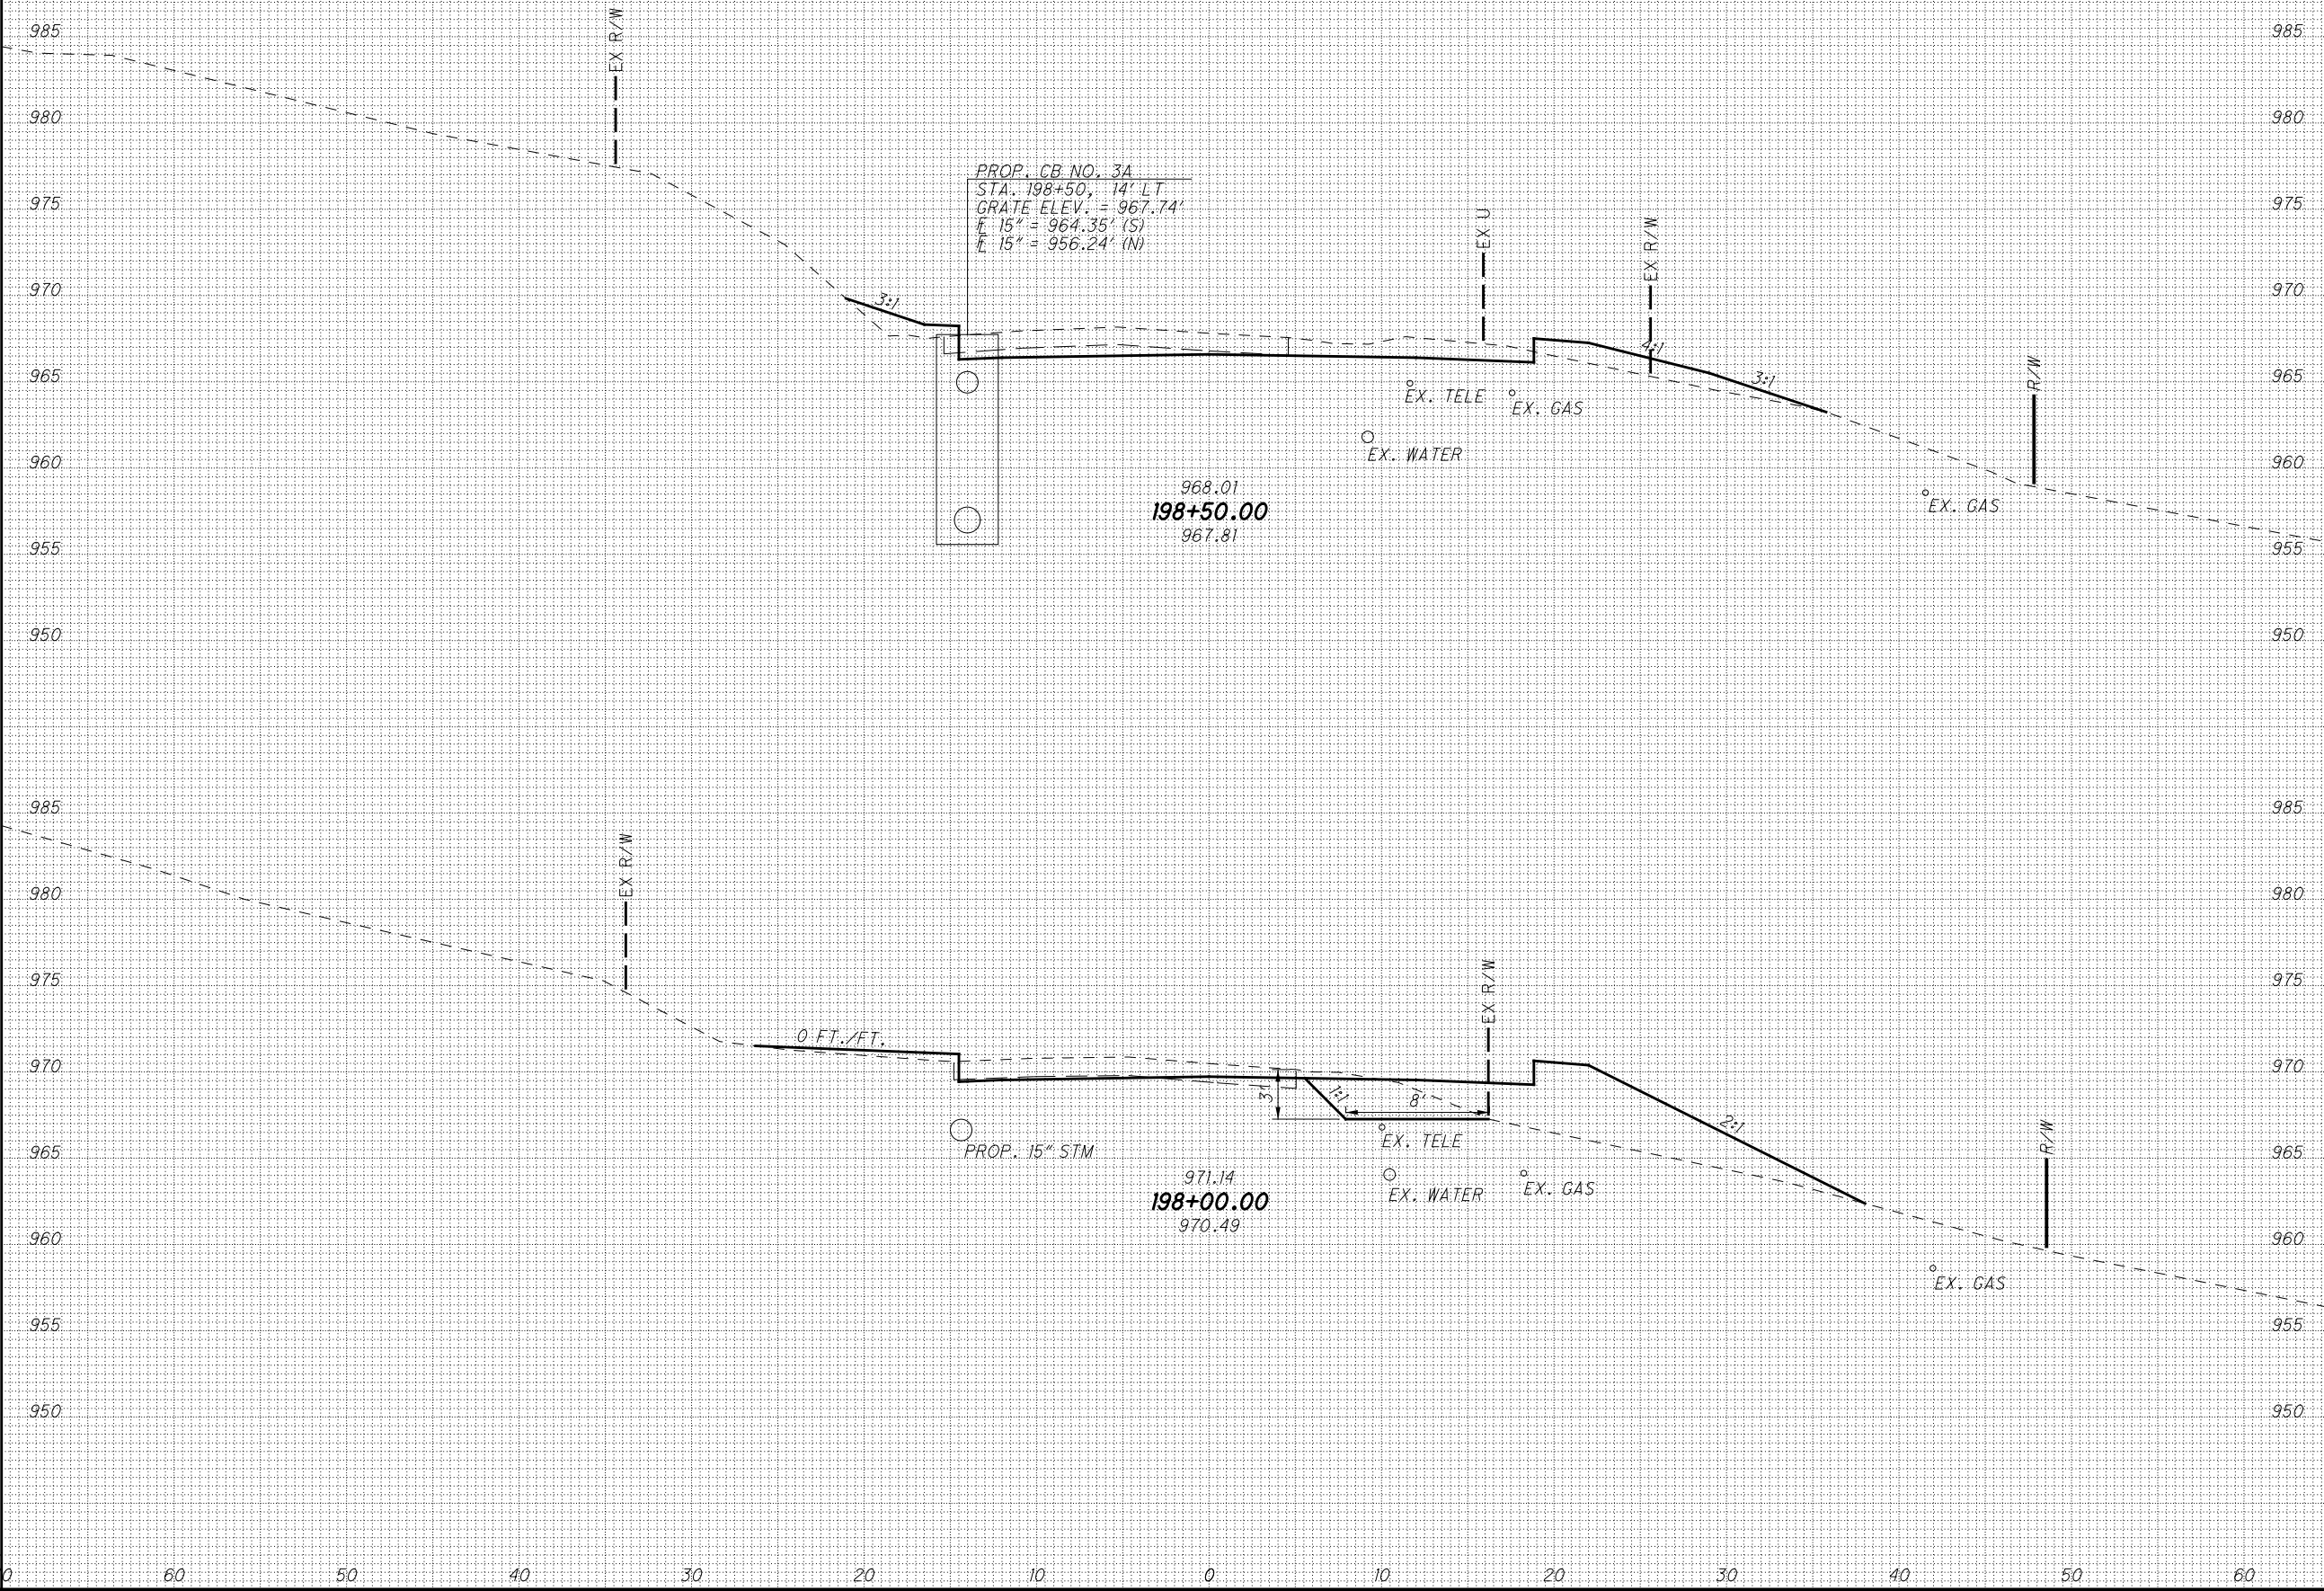 EX R/W
985 985
980 980
PROP. CB NO. 3A
STA. 198+50, 14' LT
GRATE ELEV. = 967.74'
15" = 964.35' (S)
15" = 956.24' (N)
975 975
EX U
EX R/W
970 970
3:1
4:1
3:1
R/W
965 965
EX. TELE
EX. GAS
EX. WATER
960 960
968.01
198+50.00
967.81
EX. GAS
955 955
950 950
985 985
EX R/W
980 980
975 975
EX R/W
0 FT./FT.
970 970
3'
1:1
8'
2:1
R/W
EX. TELE
PROP. 15" STM
965 965
971.14
198+00.00
970.49
EX. WATER
EX. GAS
960 960
EX. GAS
955 955
950 950
0 60 50 40 30 20 10 0 10 20 30 40 50 60